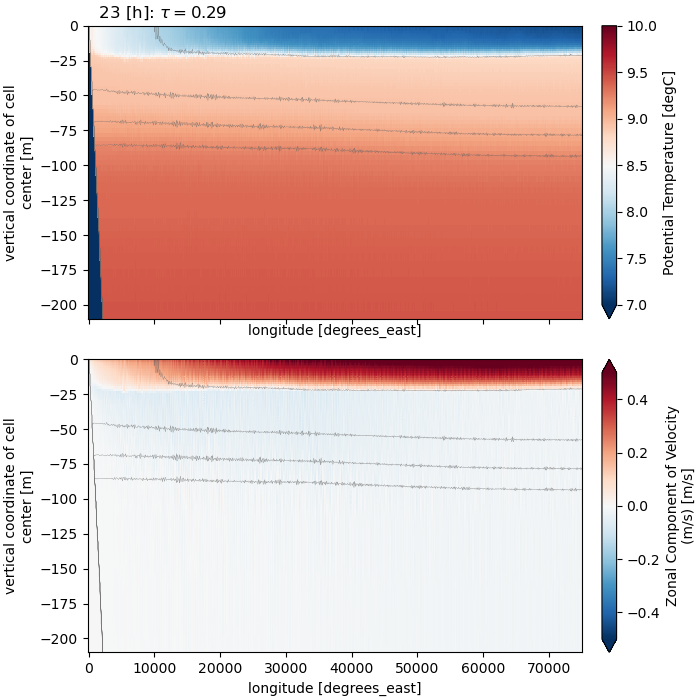 23 [h]: τ = 0.29
0
−25
−50
−75
−100
−125
−150
−175
−200
vertical coordinate of cell
center [m]
longitude [degrees_east]
10.0
9.5
9.0
8.5
8.0
7.5
7.0
Potential Temperature [degC]
0
−25
−50
−75
−100
−125
−150
−175
−200
vertical coordinate of cell
center [m]
0 10000 20000 30000 40000 50000 60000 70000
longitude [degrees_east]
0.4
0.2
0.0
−0.2
−0.4
Zonal Component of Velocity
(m/s) [m/s]